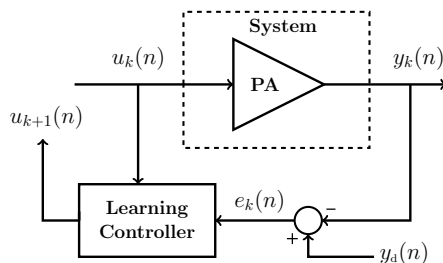 System
u_k(n)
y_k(n)
PA
u_{k+1}(n)
Learning
Controller
e_k(n)
−
+
y_d(n)